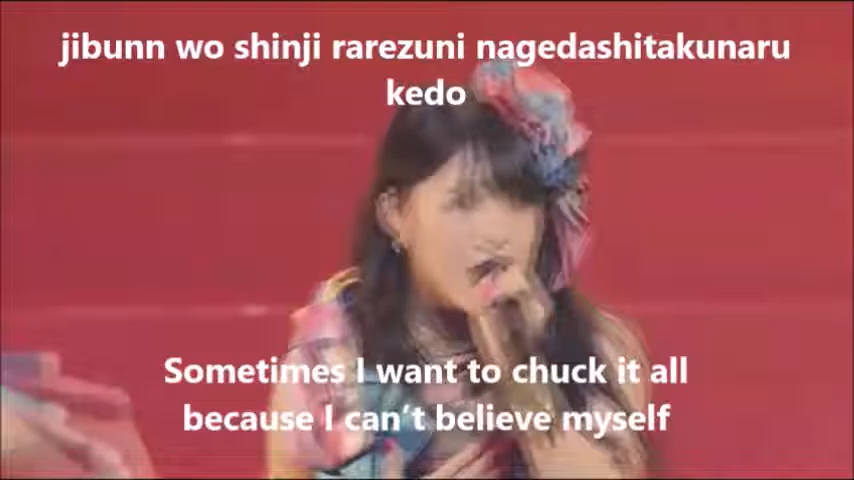 jibunn wo shinji rarezuni nagedashitakunaru
kedo
Sometimes I want to chuck it all
because I can't believe myself